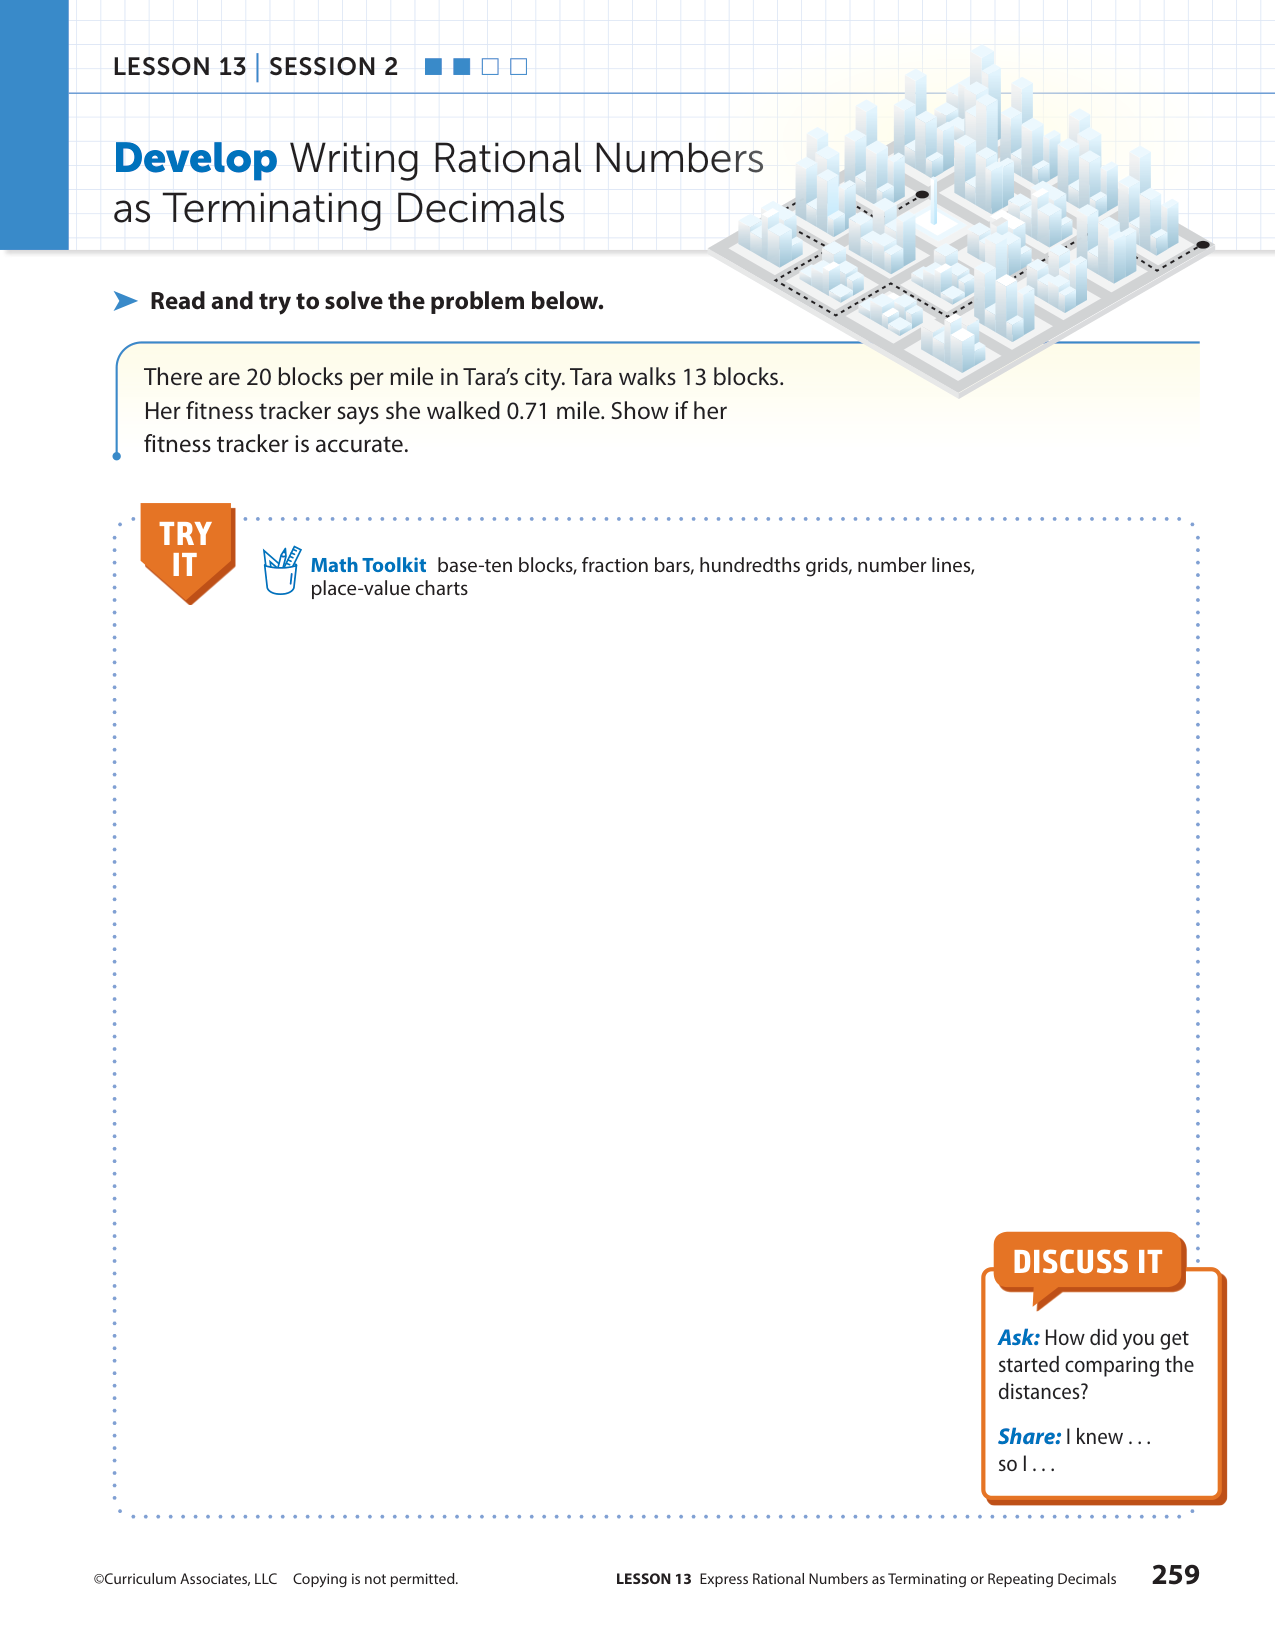 LESSON 13 | SESSION 2
Develop Writing Rational Numbers
as Terminating Decimals
Read and try to solve the problem below.
There are 20 blocks per mile in Tara's city. Tara walks 13 blocks.
Her fitness tracker says she walked 0.71 mile. Show if her
fitness tracker is accurate.
TRY
IT
Math Toolkit base-ten blocks, fraction bars, hundredths grids, number lines,
place-value charts
DISCUSS IT
Ask: How did you get
started comparing the
distances?
Share: I knew . . .
so I . . .
©Curriculum Associates, LLC Copying is not permitted.
LESSON 13 Express Rational Numbers as Terminating or Repeating Decimals 259